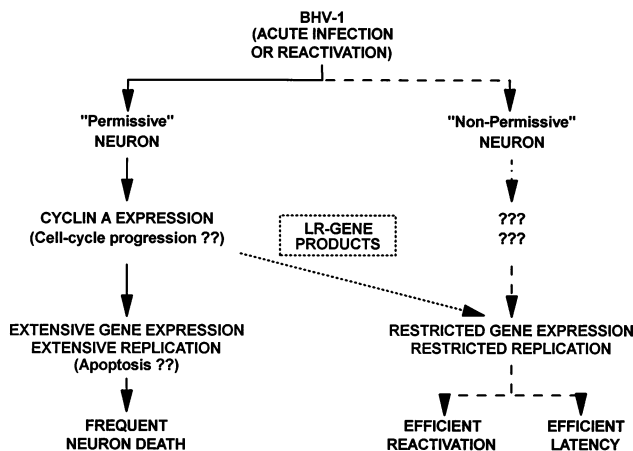 BHV-1
(ACUTE INFECTION
OR REACTIVATION)
"Permissive"
NEURON
"Non-Permissive"
NEURON
CYCLIN A EXPRESSION
(Cell-cycle progression ??)
LR-GENE
PRODUCTS
???
???
EXTENSIVE GENE EXPRESSION
EXTENSIVE REPLICATION
(Apoptosis ??)
RESTRICTED GENE EXPRESSION
RESTRICTED REPLICATION
FREQUENT
NEURON DEATH
EFFICIENT
REACTIVATION
EFFICIENT
LATENCY